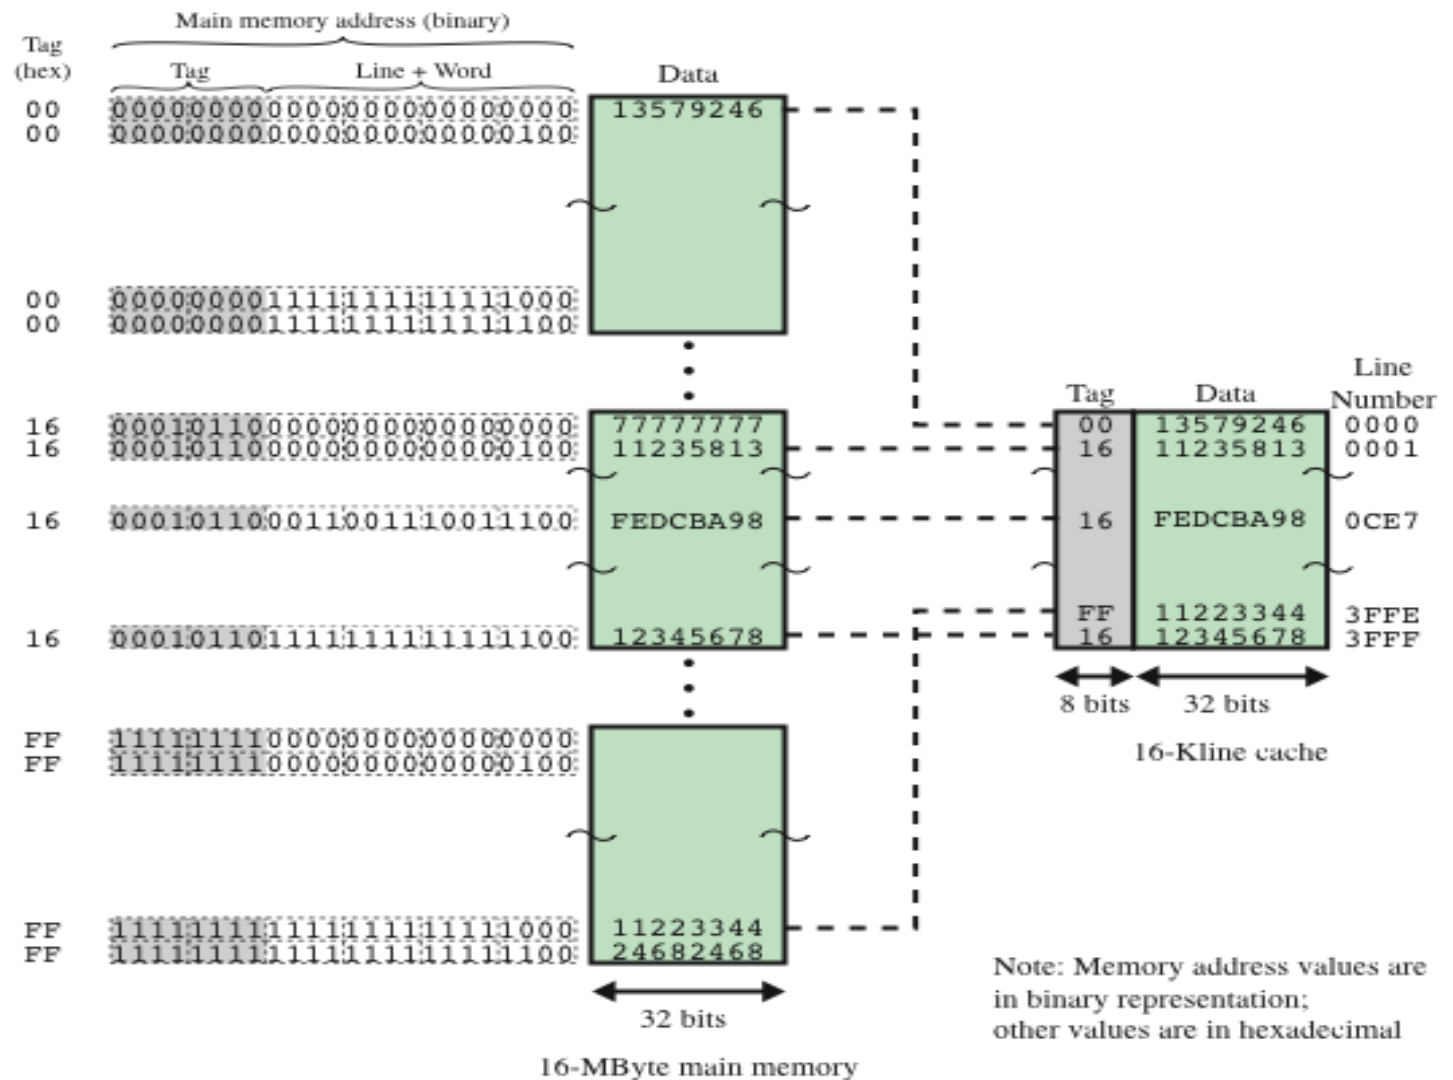 Main memory address (binary)
Tag
(hex)
Tag
Line + Word
Data
00 000000000000000000000000 13579246
00 000000000000000000000100
00 000000001111111111111000
00 000000001111111111111100
16 000101100000000000000000 77777777
16 000101100000000000000100 11235813
16 000101100011001110011100 FEDCBA98
16 000101101111111111111100 12345678
FF 111111110000000000000000
FF 111111110000000000000100
FF 111111111111111111111000 11223344
FF 111111111111111111111100 24682468
32 bits
16-MByte main memory
Tag Data Line
Number
00 13579246 0000
16 11235813 0001
16 FEDCBA98 0CE7
FF 11223344 3FFE
16 12345678 3FFF
8 bits 32 bits
16-Kline cache
Note: Memory address values are
in binary representation;
other values are in hexadecimal